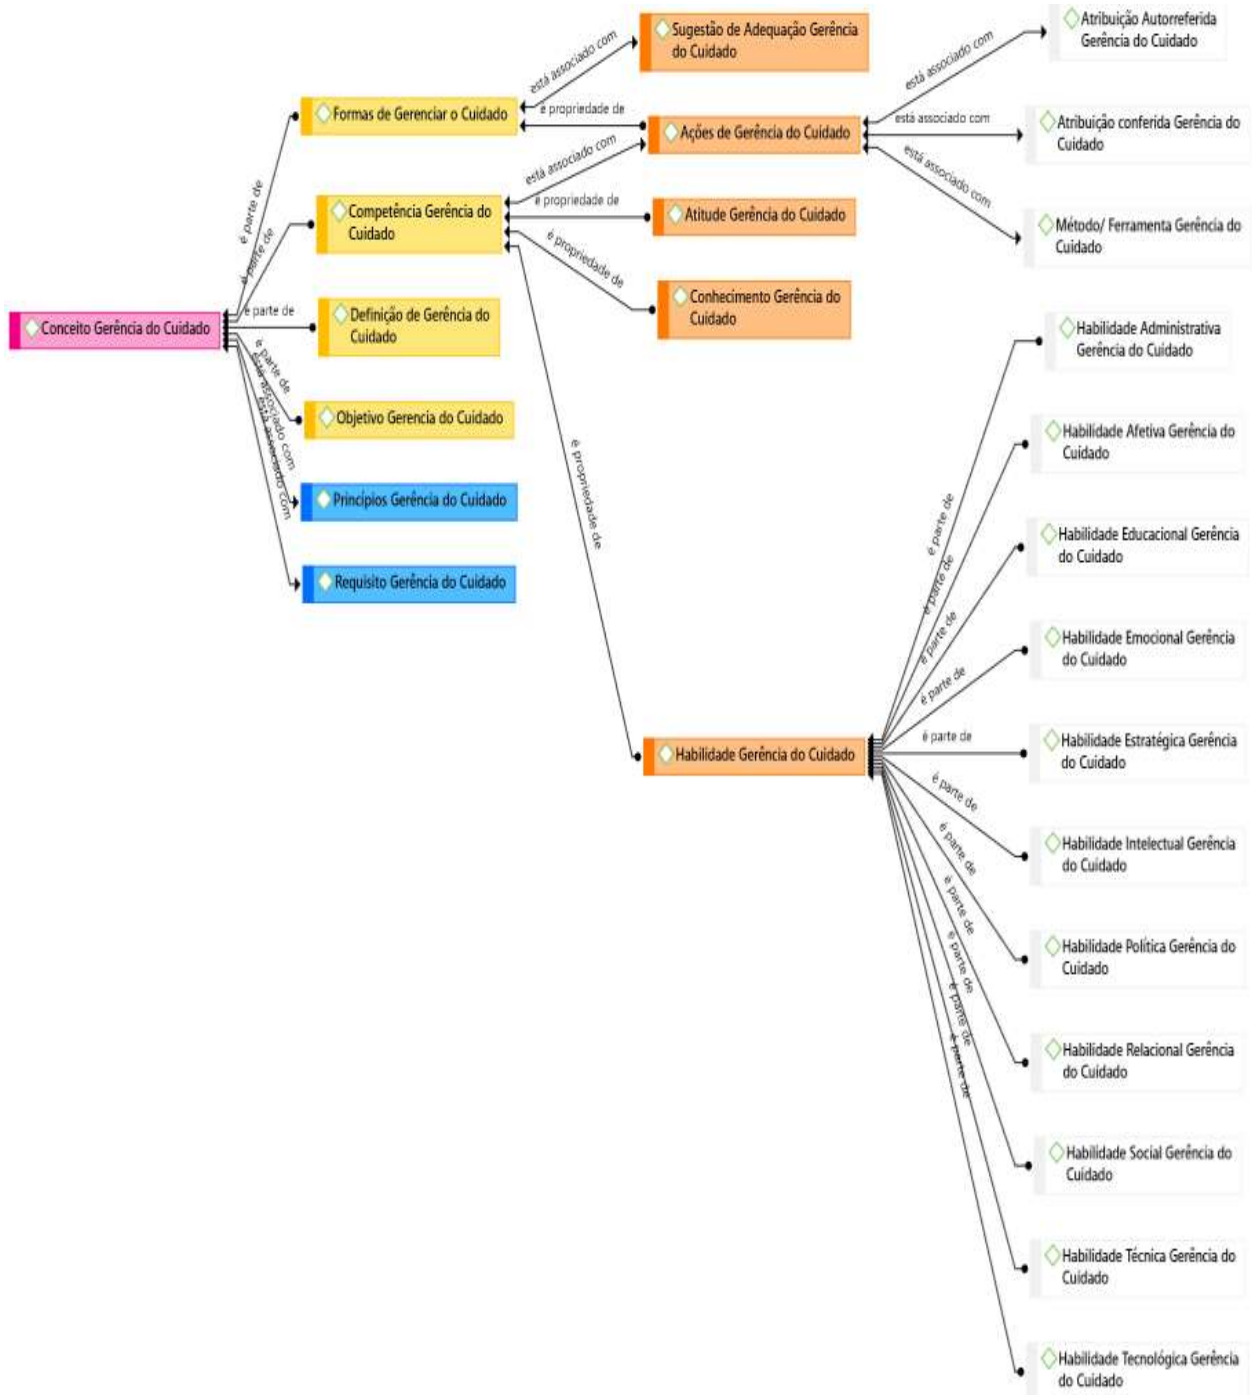 Conceito Gerência do Cuidado
Formas de Gerenciar o Cuidado
Competência Gerência do
Cuidado
Definição de Gerência do
Cuidado
Objetivo Gerencia do Cuidado
Princípios Gerência do Cuidado
Requisito Gerência do Cuidado
é parte de
é parte de
é parte de
é parte de
está associado com
está associado com
Sugestão de Adequação Gerência
do Cuidado
Ações de Gerência do Cuidado
Atitude Gerência do Cuidado
Conhecimento Gerência do
Cuidado
Habilidade Gerência do Cuidado
está associado com
é propriedade de
está associado com
é propriedade de
é propriedade de
é propriedade de
Atribuição Autorreferida
Gerência do Cuidado
Atribuição conferida Gerência do
Cuidado
Método/ Ferramenta Gerência do
Cuidado
está associado com
está associado com
está associado com
Habilidade Administrativa
Gerência do Cuidado
Habilidade Afetiva Gerência do
Cuidado
Habilidade Educacional Gerência
do Cuidado
Habilidade Emocional Gerência
do Cuidado
Habilidade Estratégica Gerência
do Cuidado
Habilidade Intelectual Gerência
do Cuidado
Habilidade Política Gerência do
Cuidado
Habilidade Relacional Gerência
do Cuidado
Habilidade Social Gerência do
Cuidado
Habilidade Técnica Gerência do
Cuidado
Habilidade Tecnológica Gerência
do Cuidado
é parte de
é parte de
é parte de
é parte de
é parte de
é parte de
é parte de
é parte de
é parte de
é parte de
é parte de